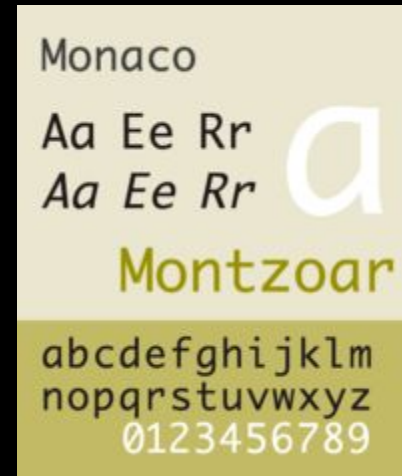 Monaco
Aa Ee Rr
a
Aa Ee Rr
Montzoar
abcdefghijklm
nopqrstuvwxyz
0123456789